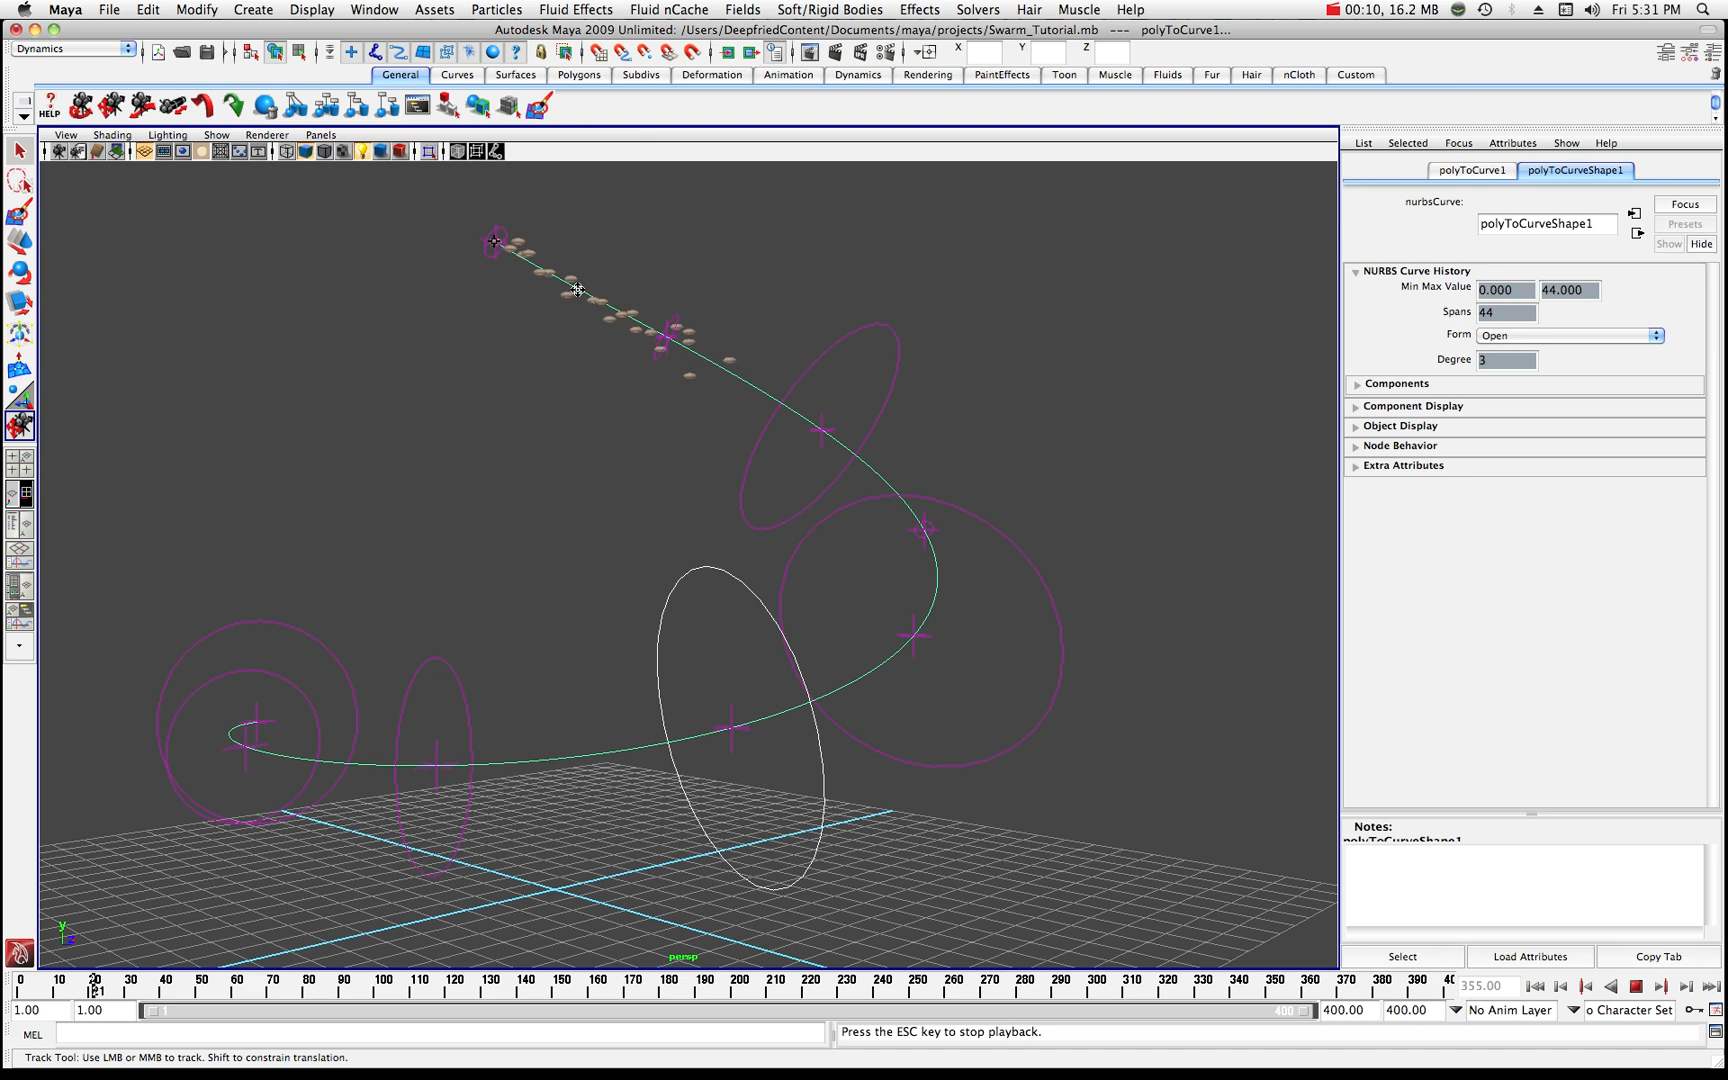 Maya File Edit Modify Create Display Window Assets Particles Fluid Effects Fluid nCache Fields Soft/Rigid Bodies Effects Solvers Hair Muscle Help 00:10, 16.2 MB Fri 5:31 PM
Autodesk Maya 2009 Unlimited: /Users/DeepfriedContent/Documents/maya/projects/Swarm_Tutorial.mb --- polyToCurve1...
Dynamics X Y Z
General Curves Surfaces Polygons Subdivs Deformation Animation Dynamics Rendering PaintEffects Toon Muscle Fluids Fur Hair nCloth Custom
HELP
View Shading Lighting Show Renderer Panels
List Selected Focus Attributes Show Help
polyToCurve1 polyToCurveShape1
nurbsCurve:
polyToCurveShape1
Focus
Presets
Show Hide
NURBS Curve History
Min Max Value 0.000 44.000
Spans 44
Form Open
Degree 3
Components
Component Display
Object Display
Node Behavior
Extra Attributes
Notes:
polyToCurveShape1
y
z
persp
Select Load Attributes Copy Tab
0 10 30 40 50 60 70 80 90 100 110 120 130 140 150 160 170 180 190 200 210 220 230 240 250 260 270 280 290 300 310 320 330 340 350 360 370 380 390 40 355.00
1.00 1.00 1 400 400.00 400.00 No Anim Layer o Character Set
MEL Press the ESC key to stop playback.
Track Tool: Use LMB or MMB to track. Shift to constrain translation.